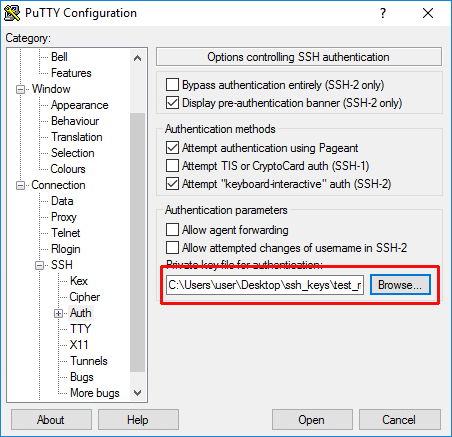 PuTTY Configuration
?
Category:
Bell
Features
Window
Appearance
Behaviour
Translation
Selection
Colours
Connection
Data
Proxy
Telnet
Rlogin
SSH
Kex
Cipher
Auth
TTY
X11
Tunnels
Bugs
More bugs
Options controlling SSH authentication
Bypass authentication entirely (SSH-2 only)
Display pre-authentication banner (SSH-2 only)
Authentication methods
Attempt authentication using Pageant
Attempt TIS or CryptoCard auth (SSH-1)
Attempt "keyboard-interactive" auth (SSH-2)
Authentication parameters
Allow agent forwarding
Allow attempted changes of username in SSH-2
Private key file for authentication:
C:\Users\user\Desktop\ssh_keys\test_r
Browse...
About
Help
Open
Cancel